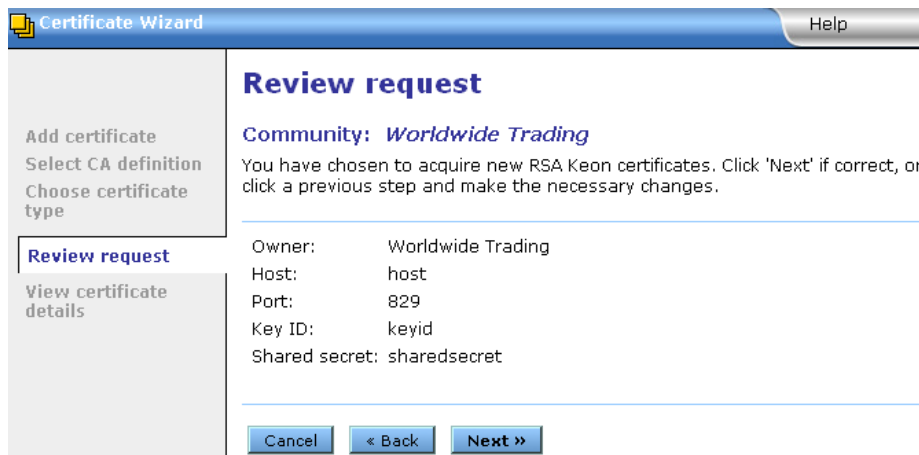 Certificate Wizard
Help
Add certificate
Select CA definition
Choose certificate
type
Review request
View certificate
details
Review request
Community: Worldwide Trading
You have chosen to acquire new RSA Keon certificates. Click 'Next' if correct, or
click a previous step and make the necessary changes.
Owner: Worldwide Trading
Host: host
Port: 829
Key ID: keyid
Shared secret: sharedsecret
Cancel
« Back
Next »